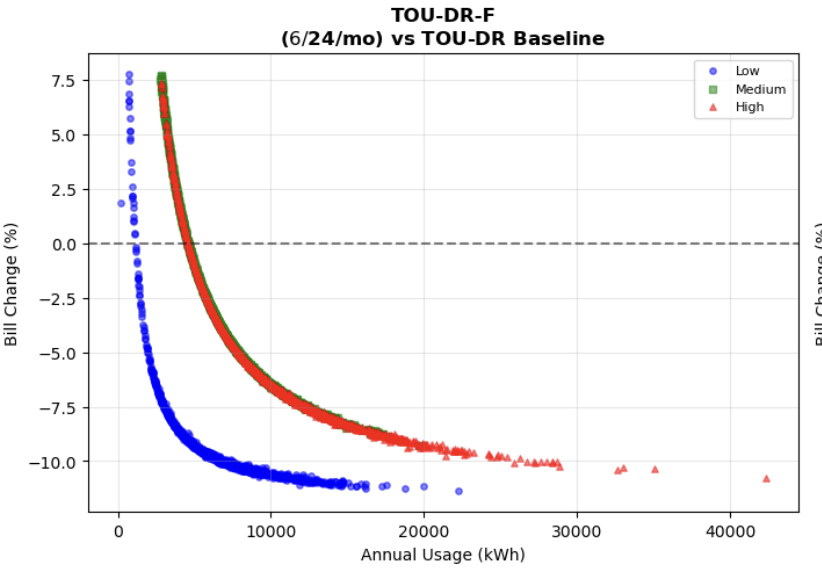 TOU-DR-F
(6/24/mo) vs TOU-DR Baseline
Low
Medium
High
7.5
5.0
2.5
0.0
−2.5
−5.0
−7.5
−10.0
Bill Change (%)
Bill Change (%)
0
10000
20000
30000
40000
Annual Usage (kWh)